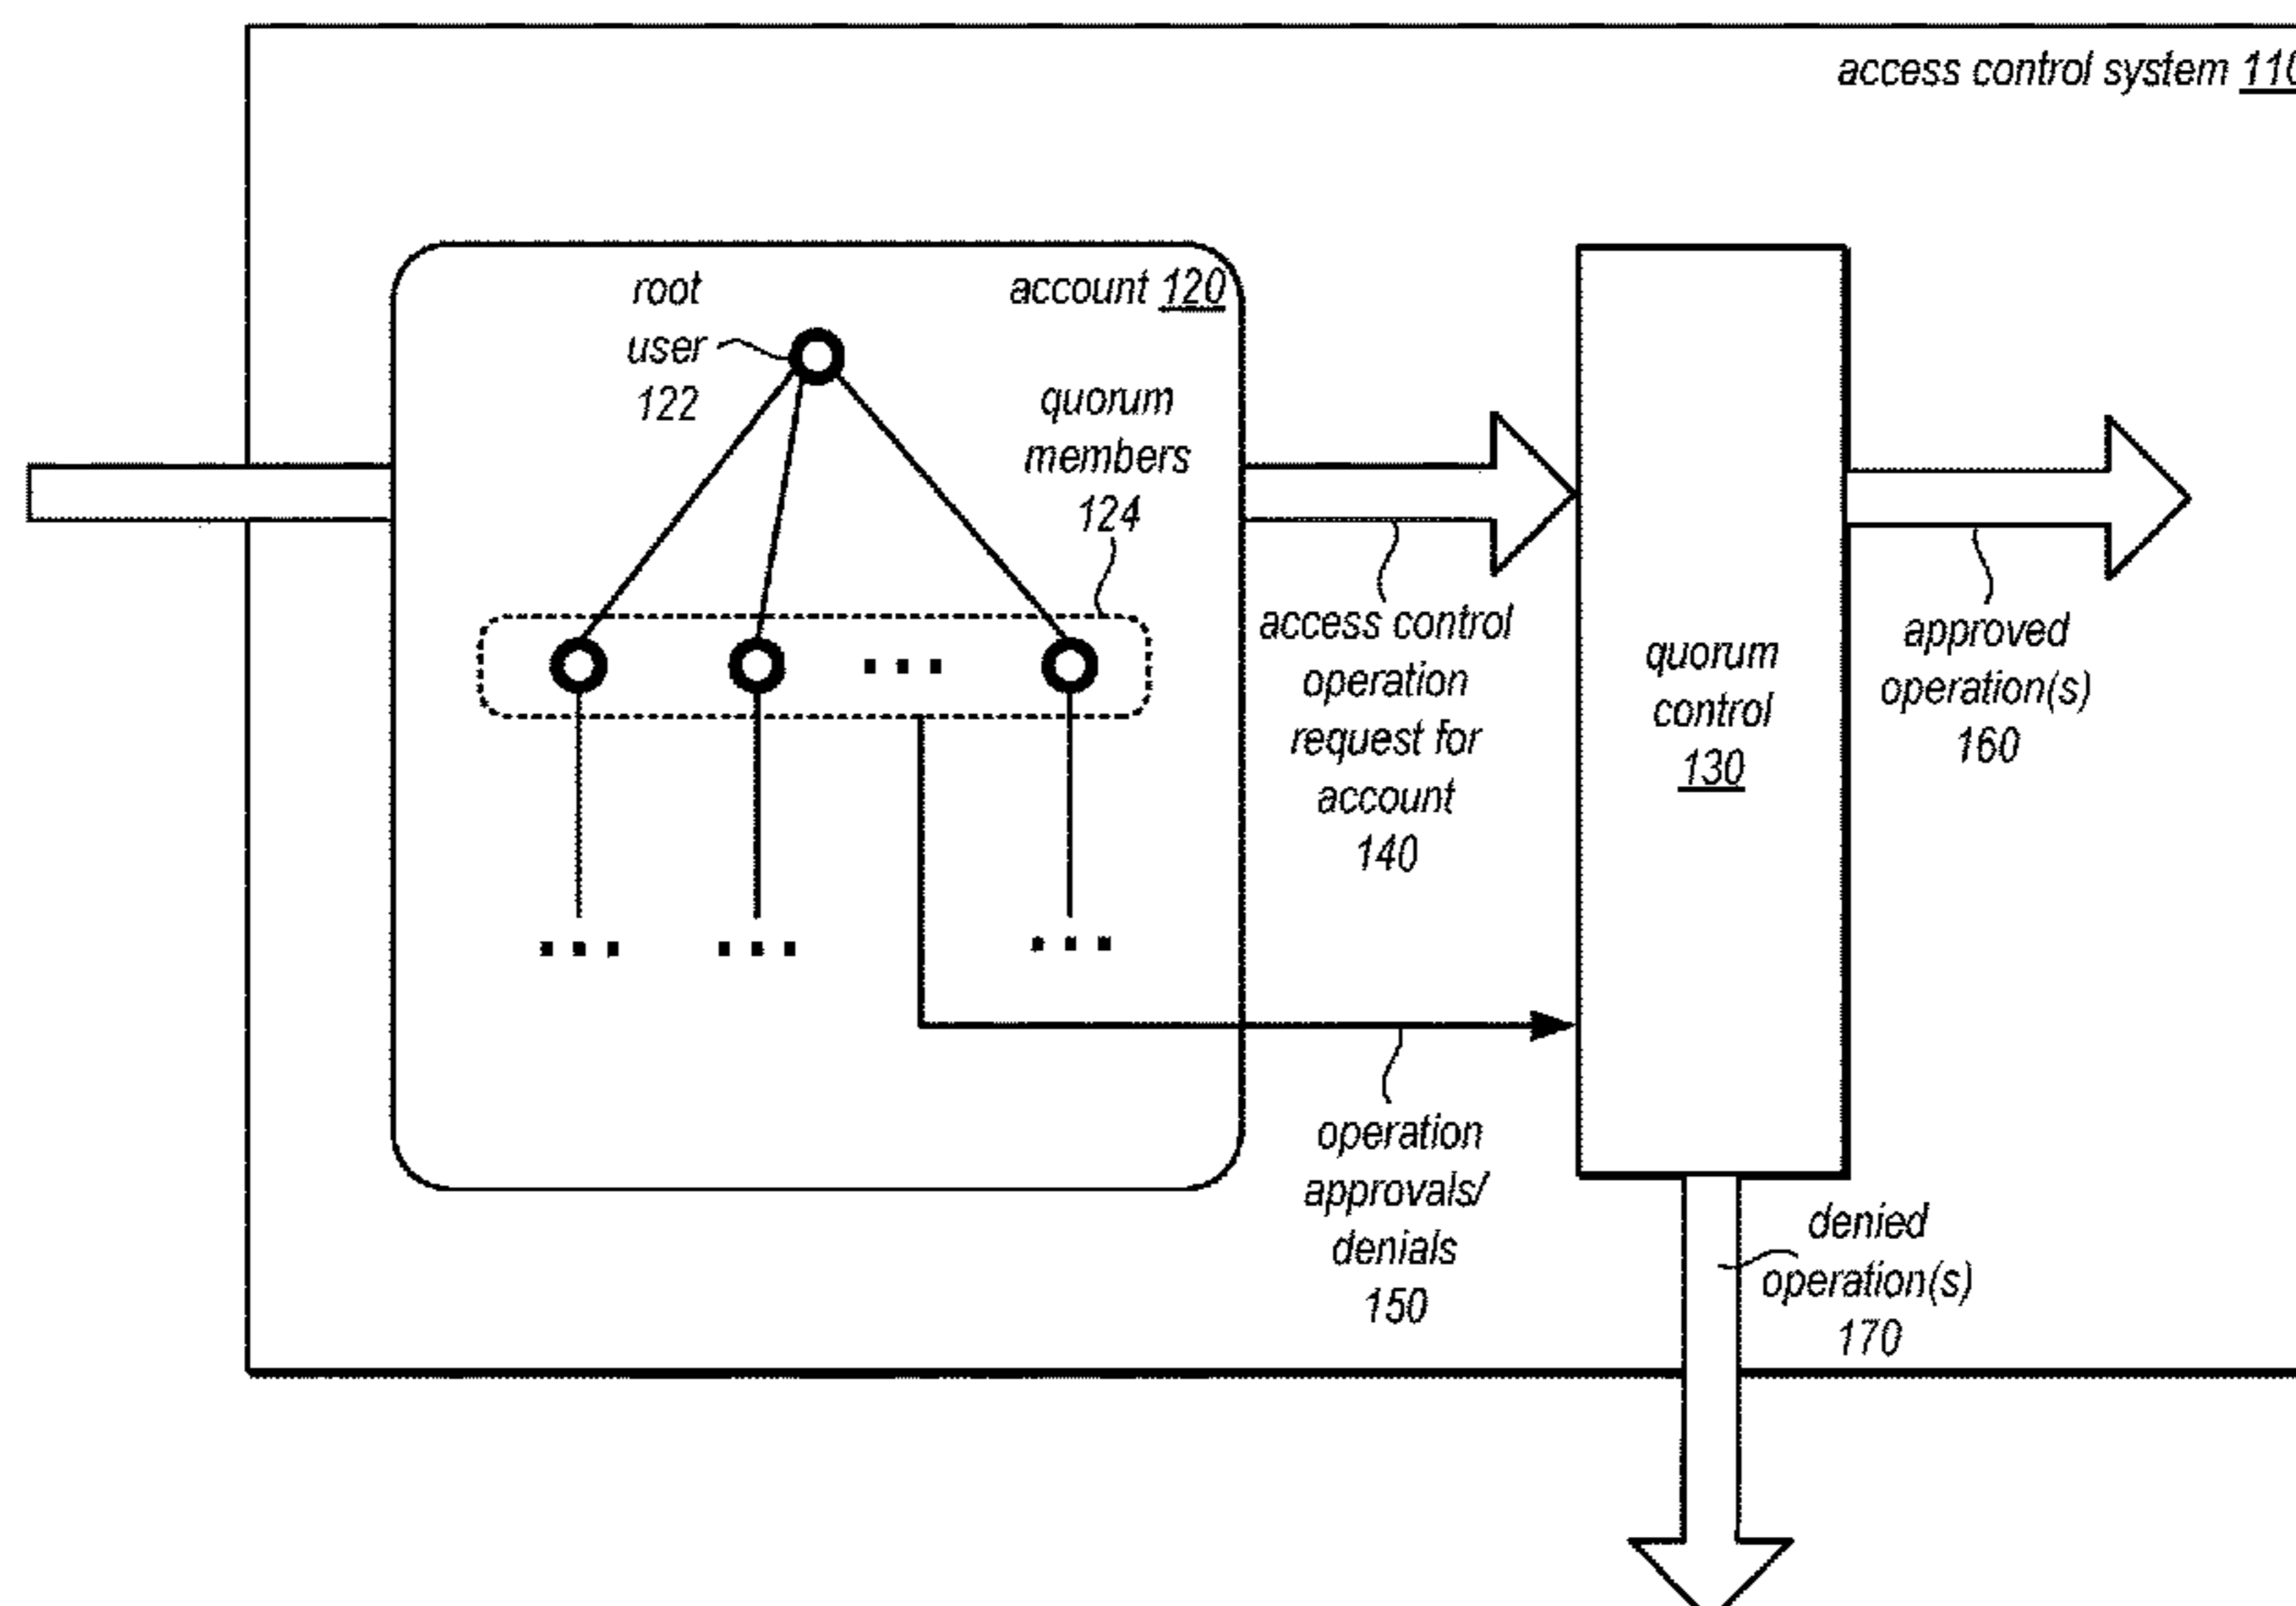 access control system 110
root
user
122
account 120
quorum
members
124
access control
operation
request for
account
140
quorum
control
130
approved
operation(s)
160
operation
approvals/
denials
150
denied
operation(s)
170